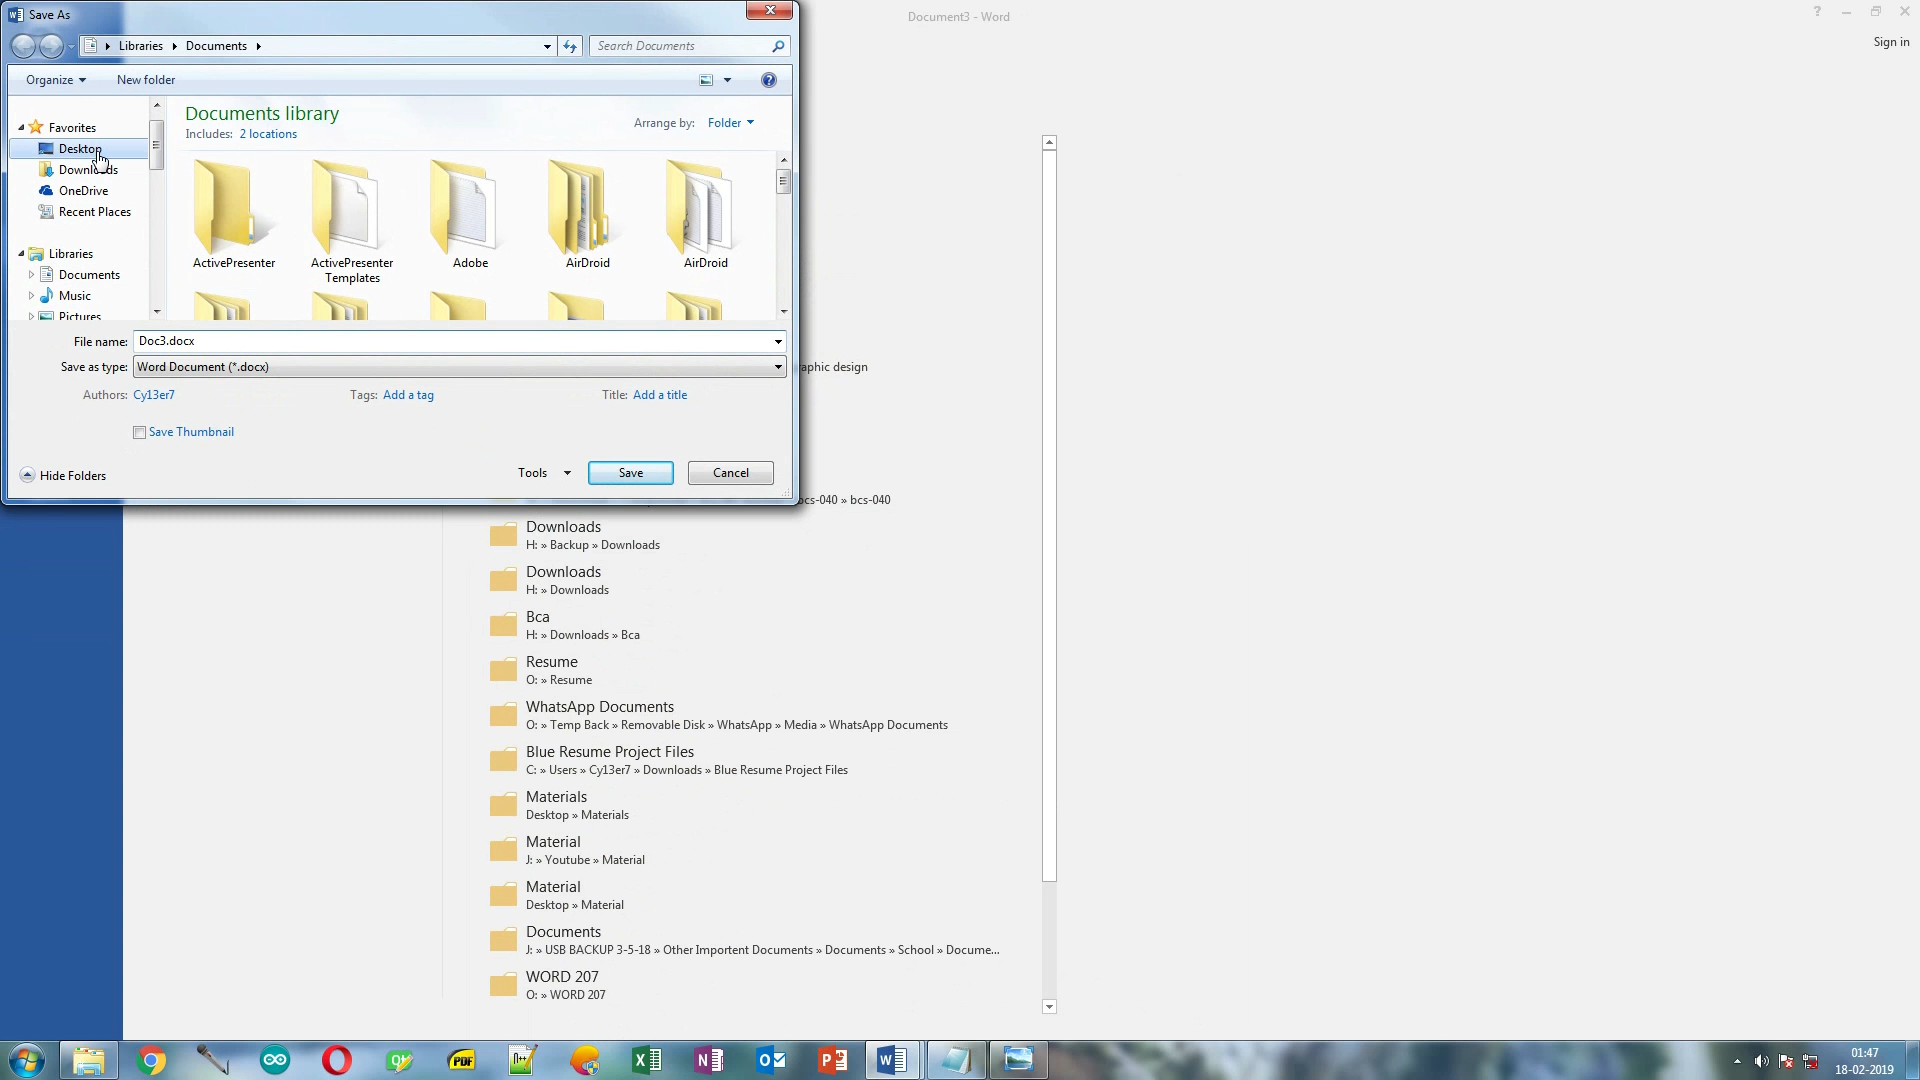 Save As
Document3 - Word
Sign in
Libraries
Documents
Search Documents
Organize
New folder
Favorites
Desktop
Downloads
OneDrive
Recent Places
Libraries
Documents
Music
Pictures
Documents library
Includes: 2 locations
Arrange by: Folder
ActivePresenter
ActivePresenter
Templates
Adobe
AirDroid
AirDroid
File name: Doc3.docx
Save as type: Word Document (*.docx)
Authors: Cy13er7
Tags: Add a tag
Title: Add a title
Save Thumbnail
Hide Folders
Tools
Save
Cancel
aphic design
bcs-040 » bcs-040
Downloads
H: » Backup » Downloads
Downloads
H: » Downloads
Bca
H: » Downloads » Bca
Resume
O: » Resume
WhatsApp Documents
O: » Temp Back » Removable Disk » WhatsApp » Media » WhatsApp Documents
Blue Resume Project Files
C: » Users » Cy13er7 » Downloads » Blue Resume Project Files
Materials
Desktop » Materials
Material
J: » Youtube » Material
Material
Desktop » Material
Documents
J: » USB BACKUP 3-5-18 » Other Importent Documents » Documents » School » Docume...
WORD 207
O: » WORD 207
PDF
01:47
18-02-2019